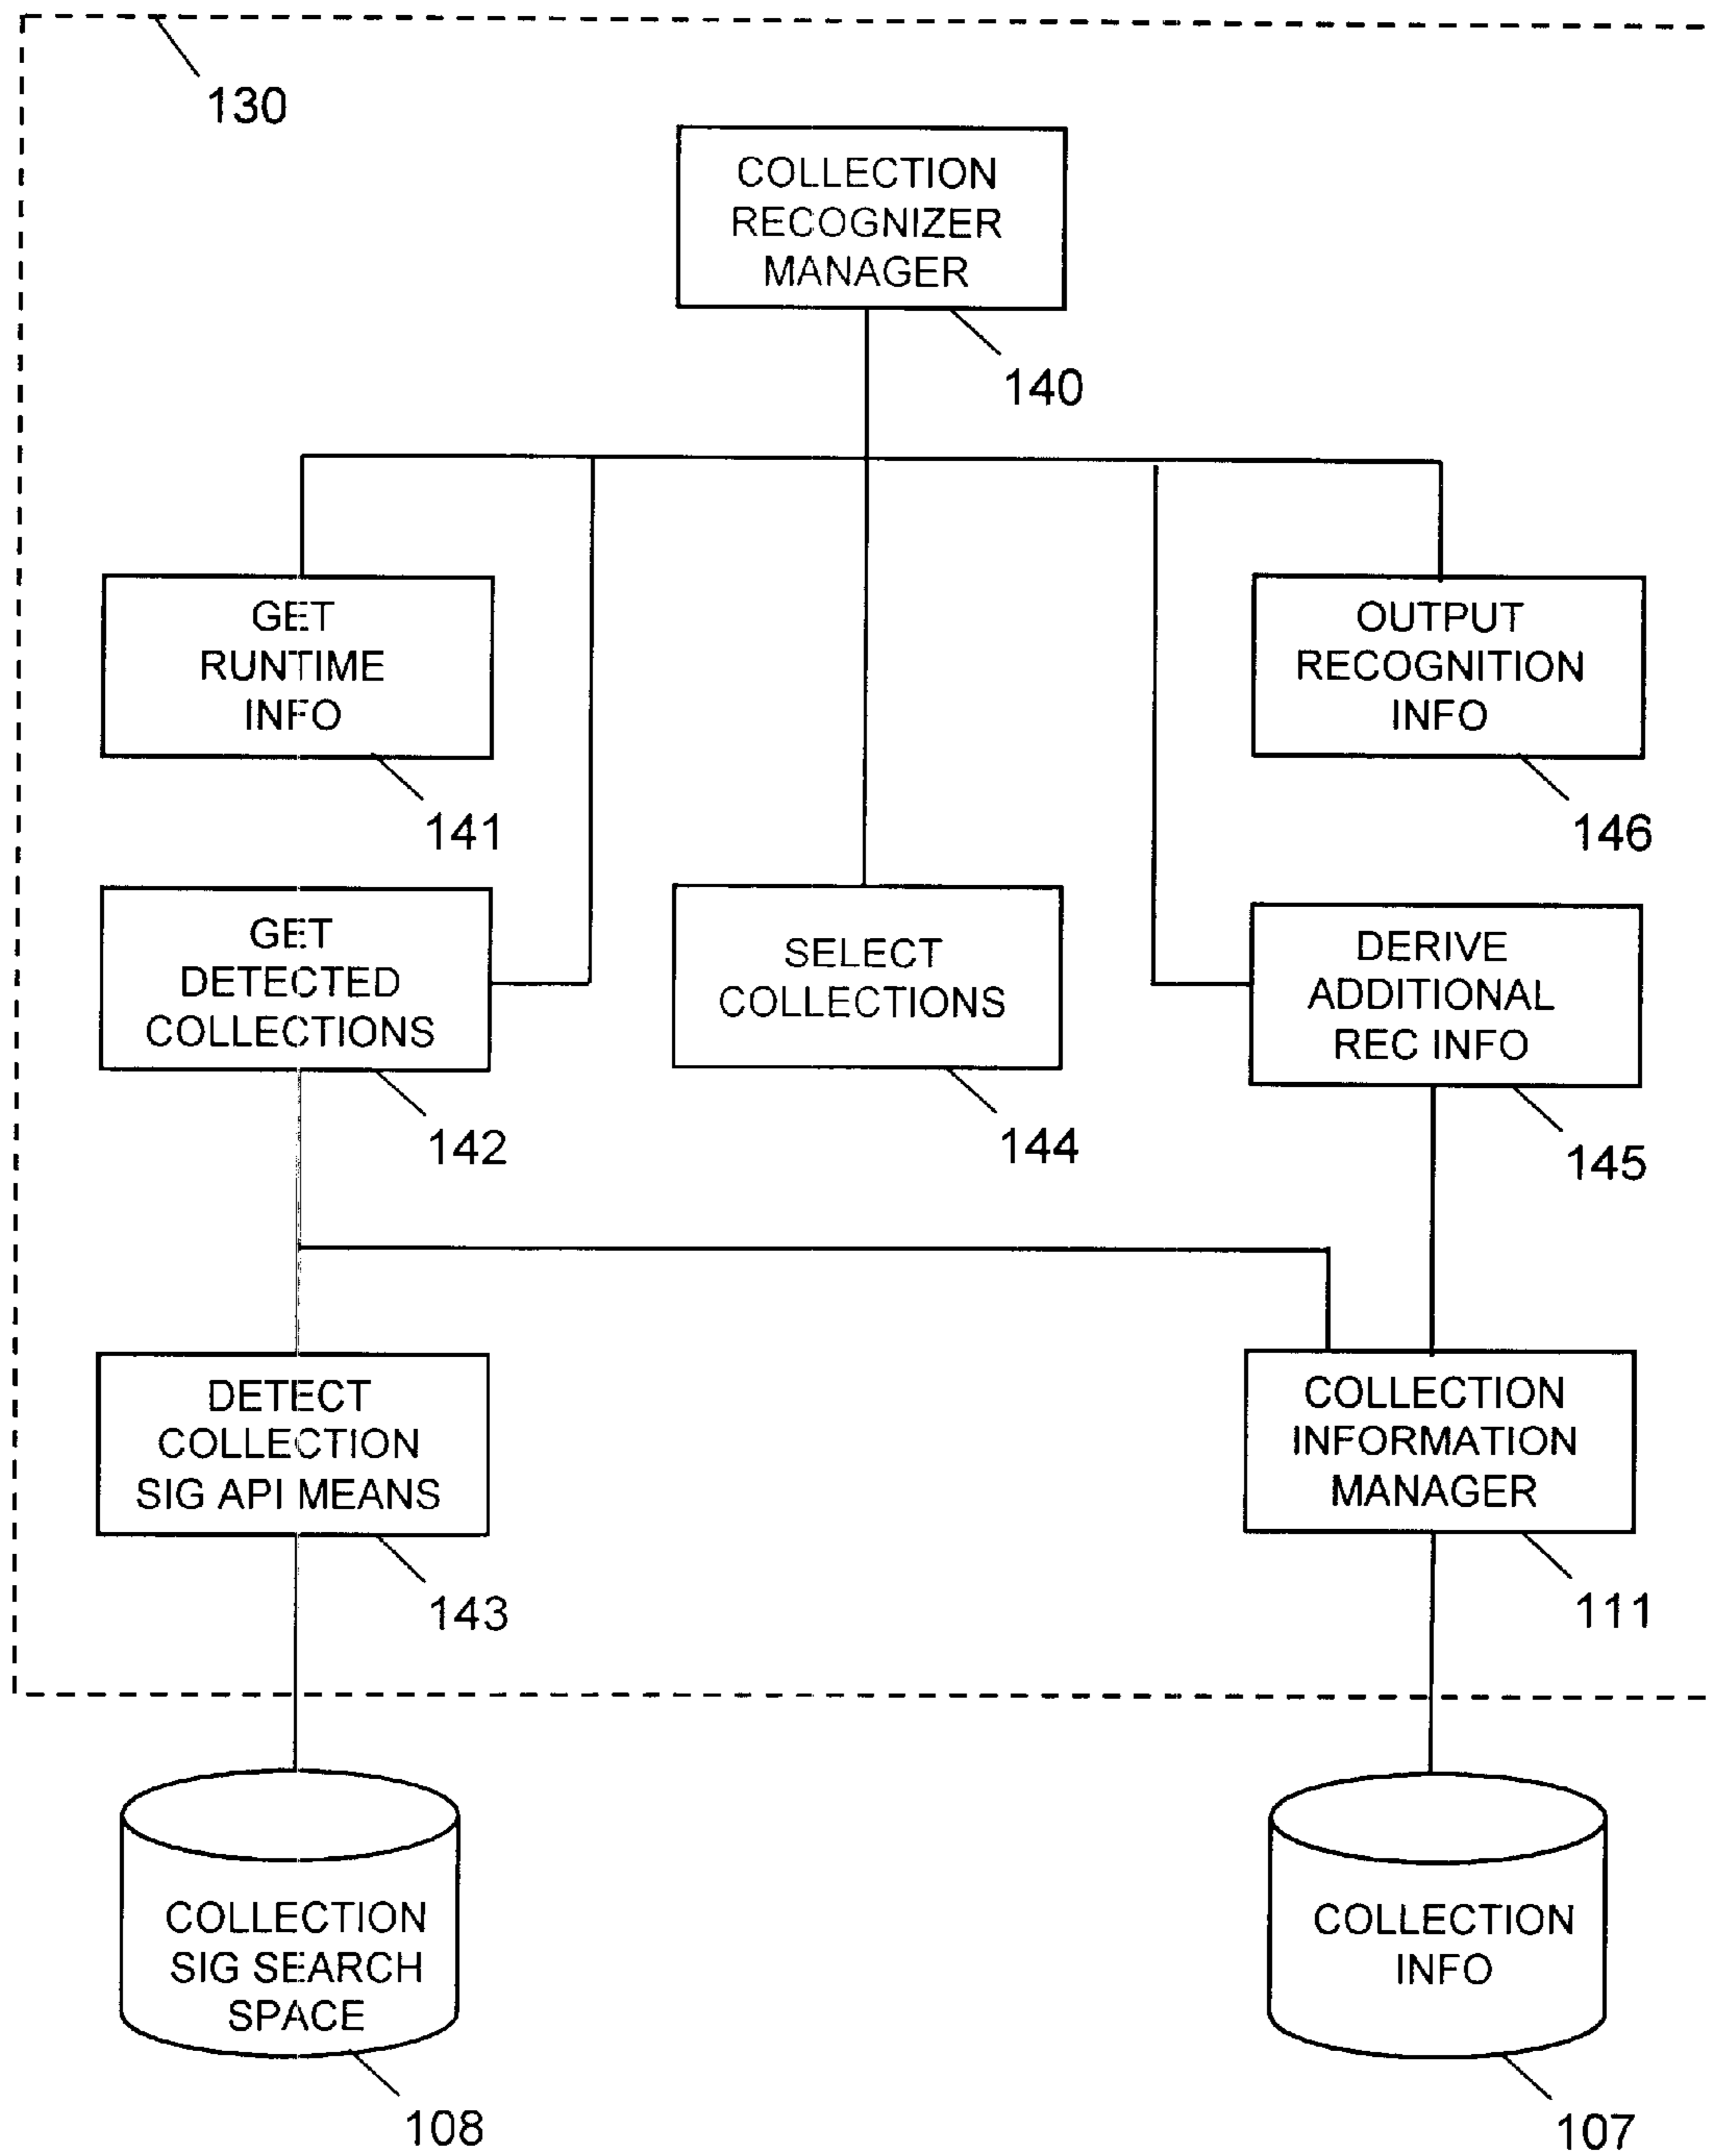 130
COLLECTION
RECOGNIZER
MANAGER
140
GET
RUNTIME
INFO
141
OUTPUT
RECOGNITION
INFO
146
GET
DETECTED
COLLECTIONS
142
SELECT
COLLECTIONS
144
DERIVE
ADDITIONAL
REC INFO
145
DETECT
COLLECTION
SIG API MEANS
143
COLLECTION
INFORMATION
MANAGER
111
COLLECTION
SIG SEARCH
SPACE
108
COLLECTION
INFO
107